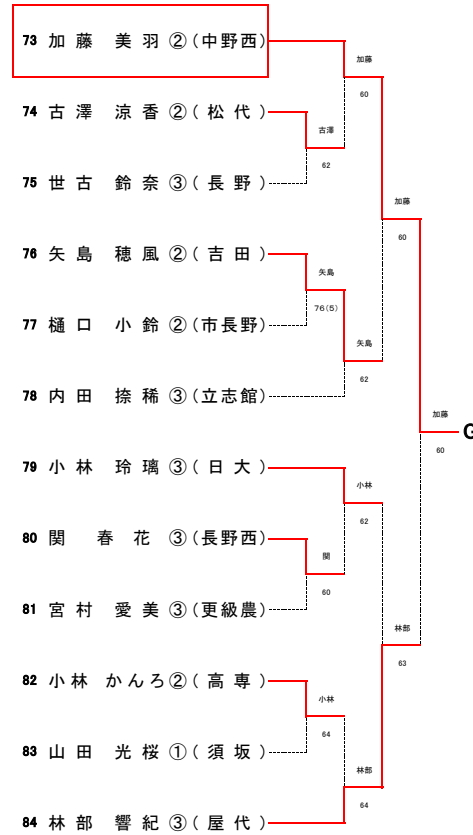 73 加藤 美羽 ② (中野西)
加藤
60
74 古澤 涼香 ② (松代)
古澤
62
75 世古 鈴奈 ③ (長野)
加藤
60
76 矢島 穂風 ② (吉田)
矢島
76(5)
77 樋口 小鈴 ② (市長野)
矢島
62
78 内田 捺稀 ③ (立志館)
加藤
60
G
79 小林 玲璃 ③ (日大)
小林
62
80 関 春花 ③ (長野西)
関
60
81 宮村 愛美 ③ (更級農)
林部
63
82 小林 かんろ ② (高専)
小林
64
83 山田 光桜 ① (須坂)
林部
64
84 林部 響紀 ③ (屋代)